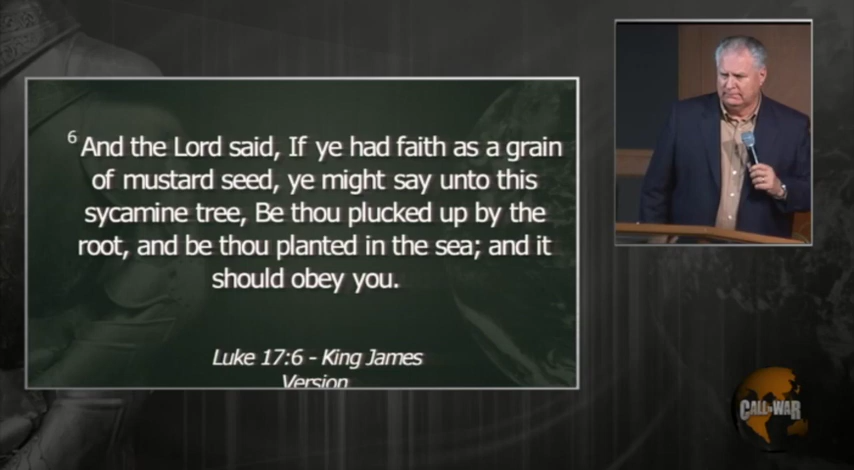 6 And the Lord said, If ye had faith as a grain
of mustard seed, ye might say unto this
sycamine tree, Be thou plucked up by the
root, and be thou planted in the sea; and it
should obey you.
Luke 17:6 - King James
Version
CALL TO WAR